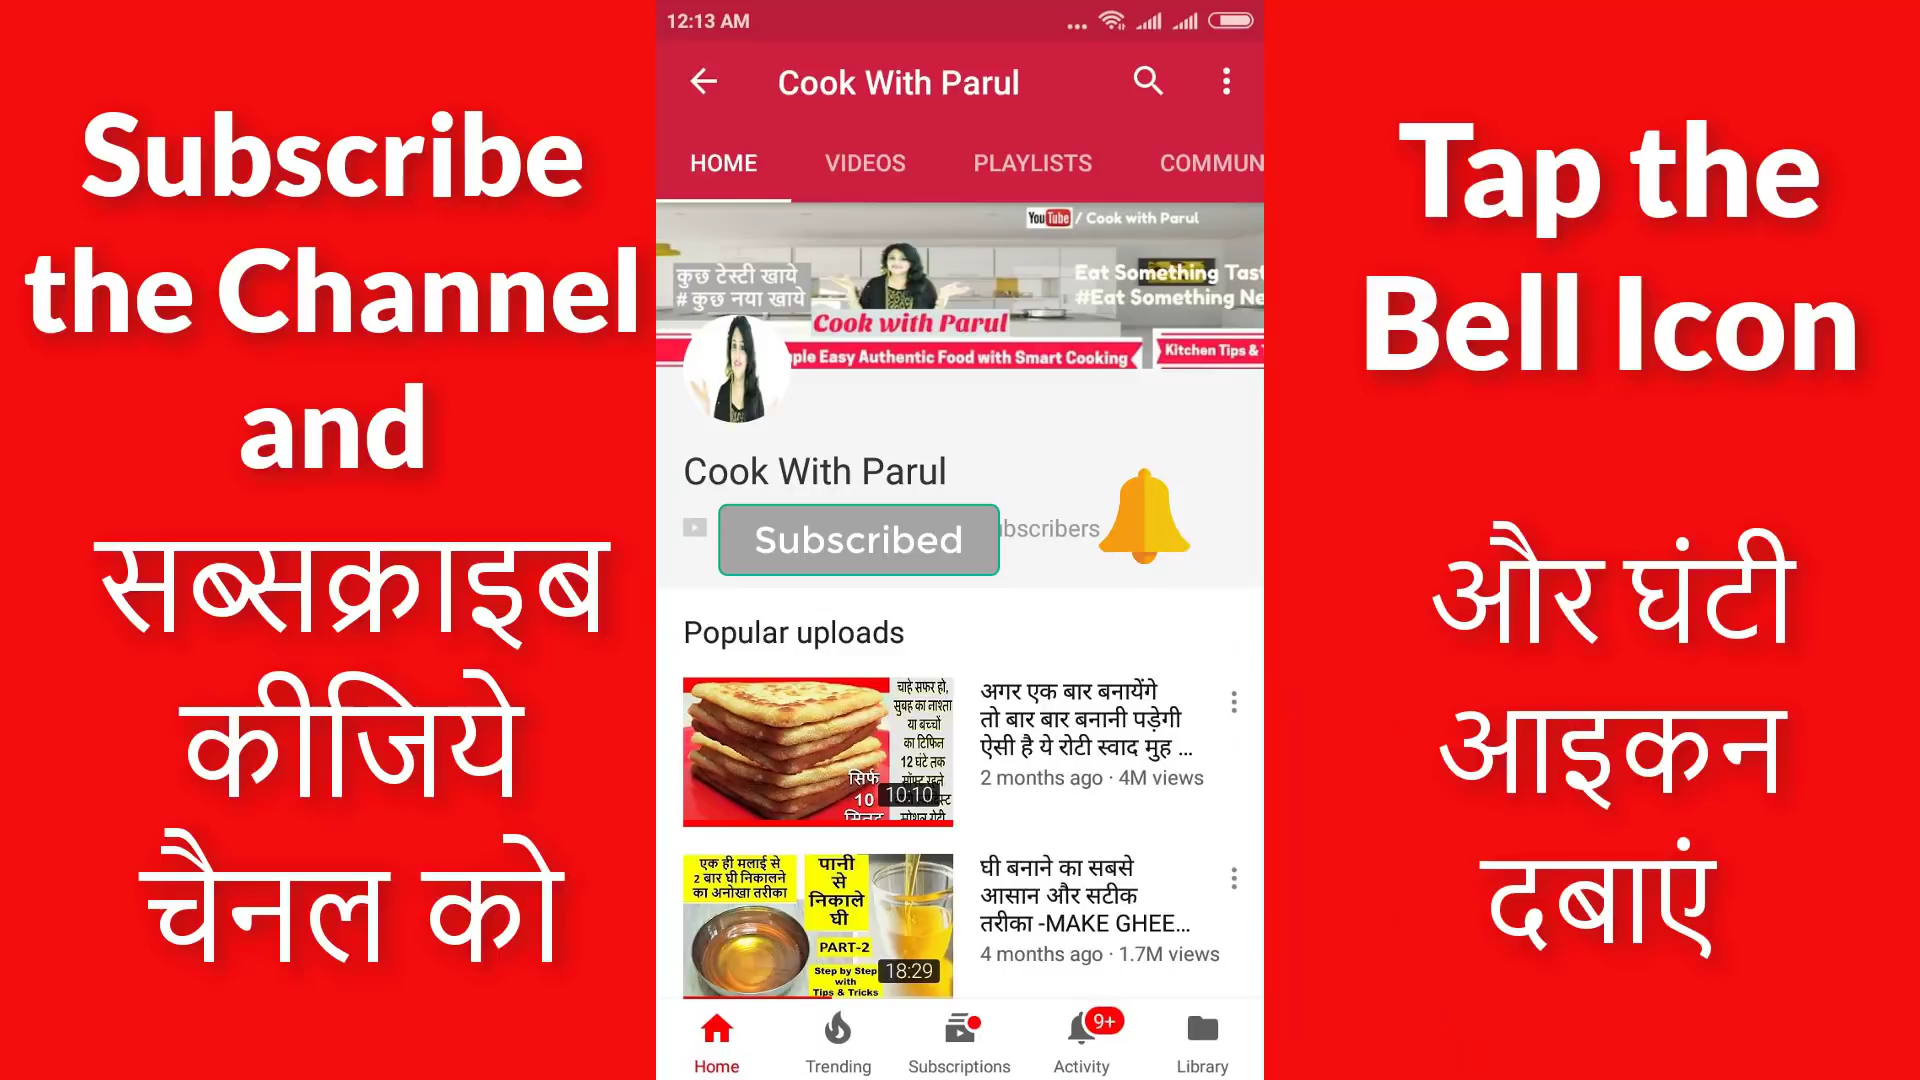 Subscribe
the Channel
and
सब्सक्राइब
कीजिये
चैनल को
12:13 AM
Cook With Parul
HOME VIDEOS PLAYLISTS COMMUN
YouTube / Cook with Parul
कुछ टेस्टी खाये
# कुछ नया खाये
Eat Something Tast
#Eat Something Ne
Cook with Parul
ple Easy Authentic Food with Smart Cooking
Kitchen Tips &
Cook With Parul
Subscribed
bscribers
Popular uploads
चाहे सफर हो,
सुबह का नाश्ता
या बच्चों
का टिफिन
12 घंटे तक
सिर्फ
10
10:10
अगर एक बार बनायेंगे
तो बार बार बनानी पड़ेगी
ऐसी है ये रोटी स्वाद मुह ...
2 months ago · 4M views
एक ही मलाई से
2 बार घी निकालने
का अनोखा तरीका
पानी
से
निकाले
घी
PART-2
Step by Step
with
Tips & Tricks
18:29
घी बनाने का सबसे
आसान और सटीक
तरीका -MAKE GHEE...
4 months ago · 1.7M views
9+
Home Trending Subscriptions Activity Library
Tap the
Bell Icon
और घंटी
आइकन
दबाएं